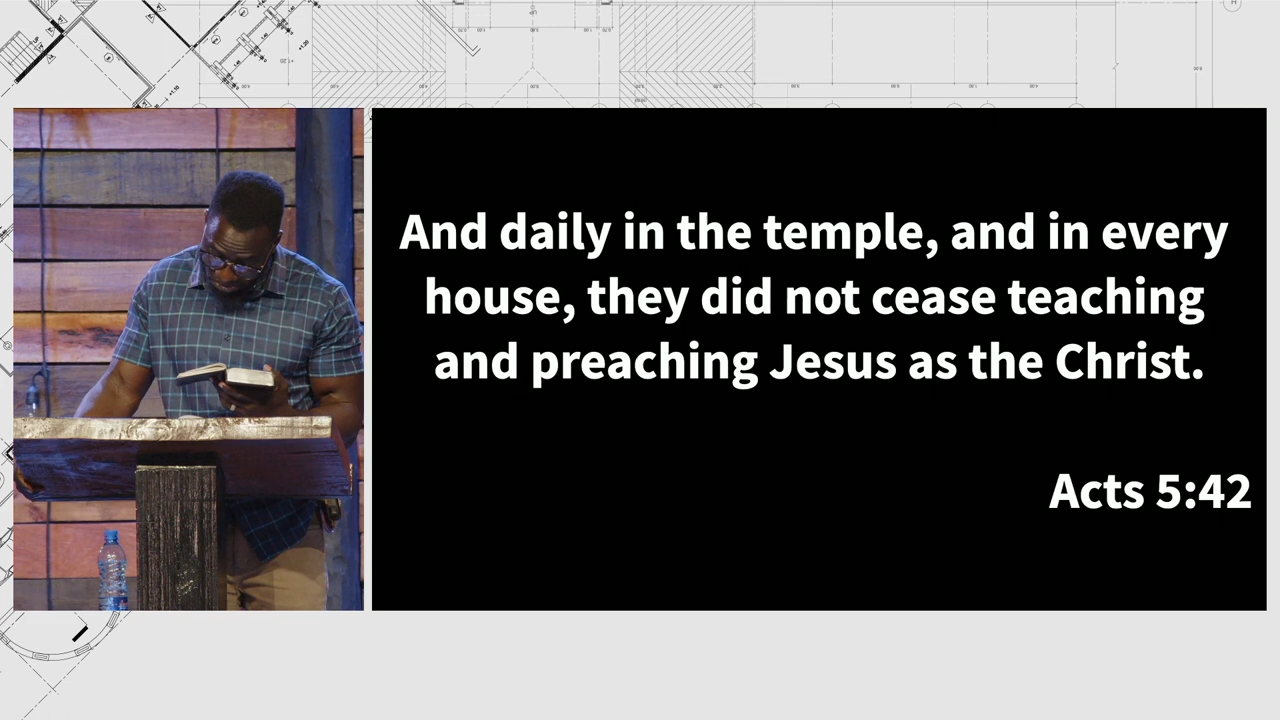 And daily in the temple, and in every
house, they did not cease teaching
and preaching Jesus as the Christ.
Acts 5:42